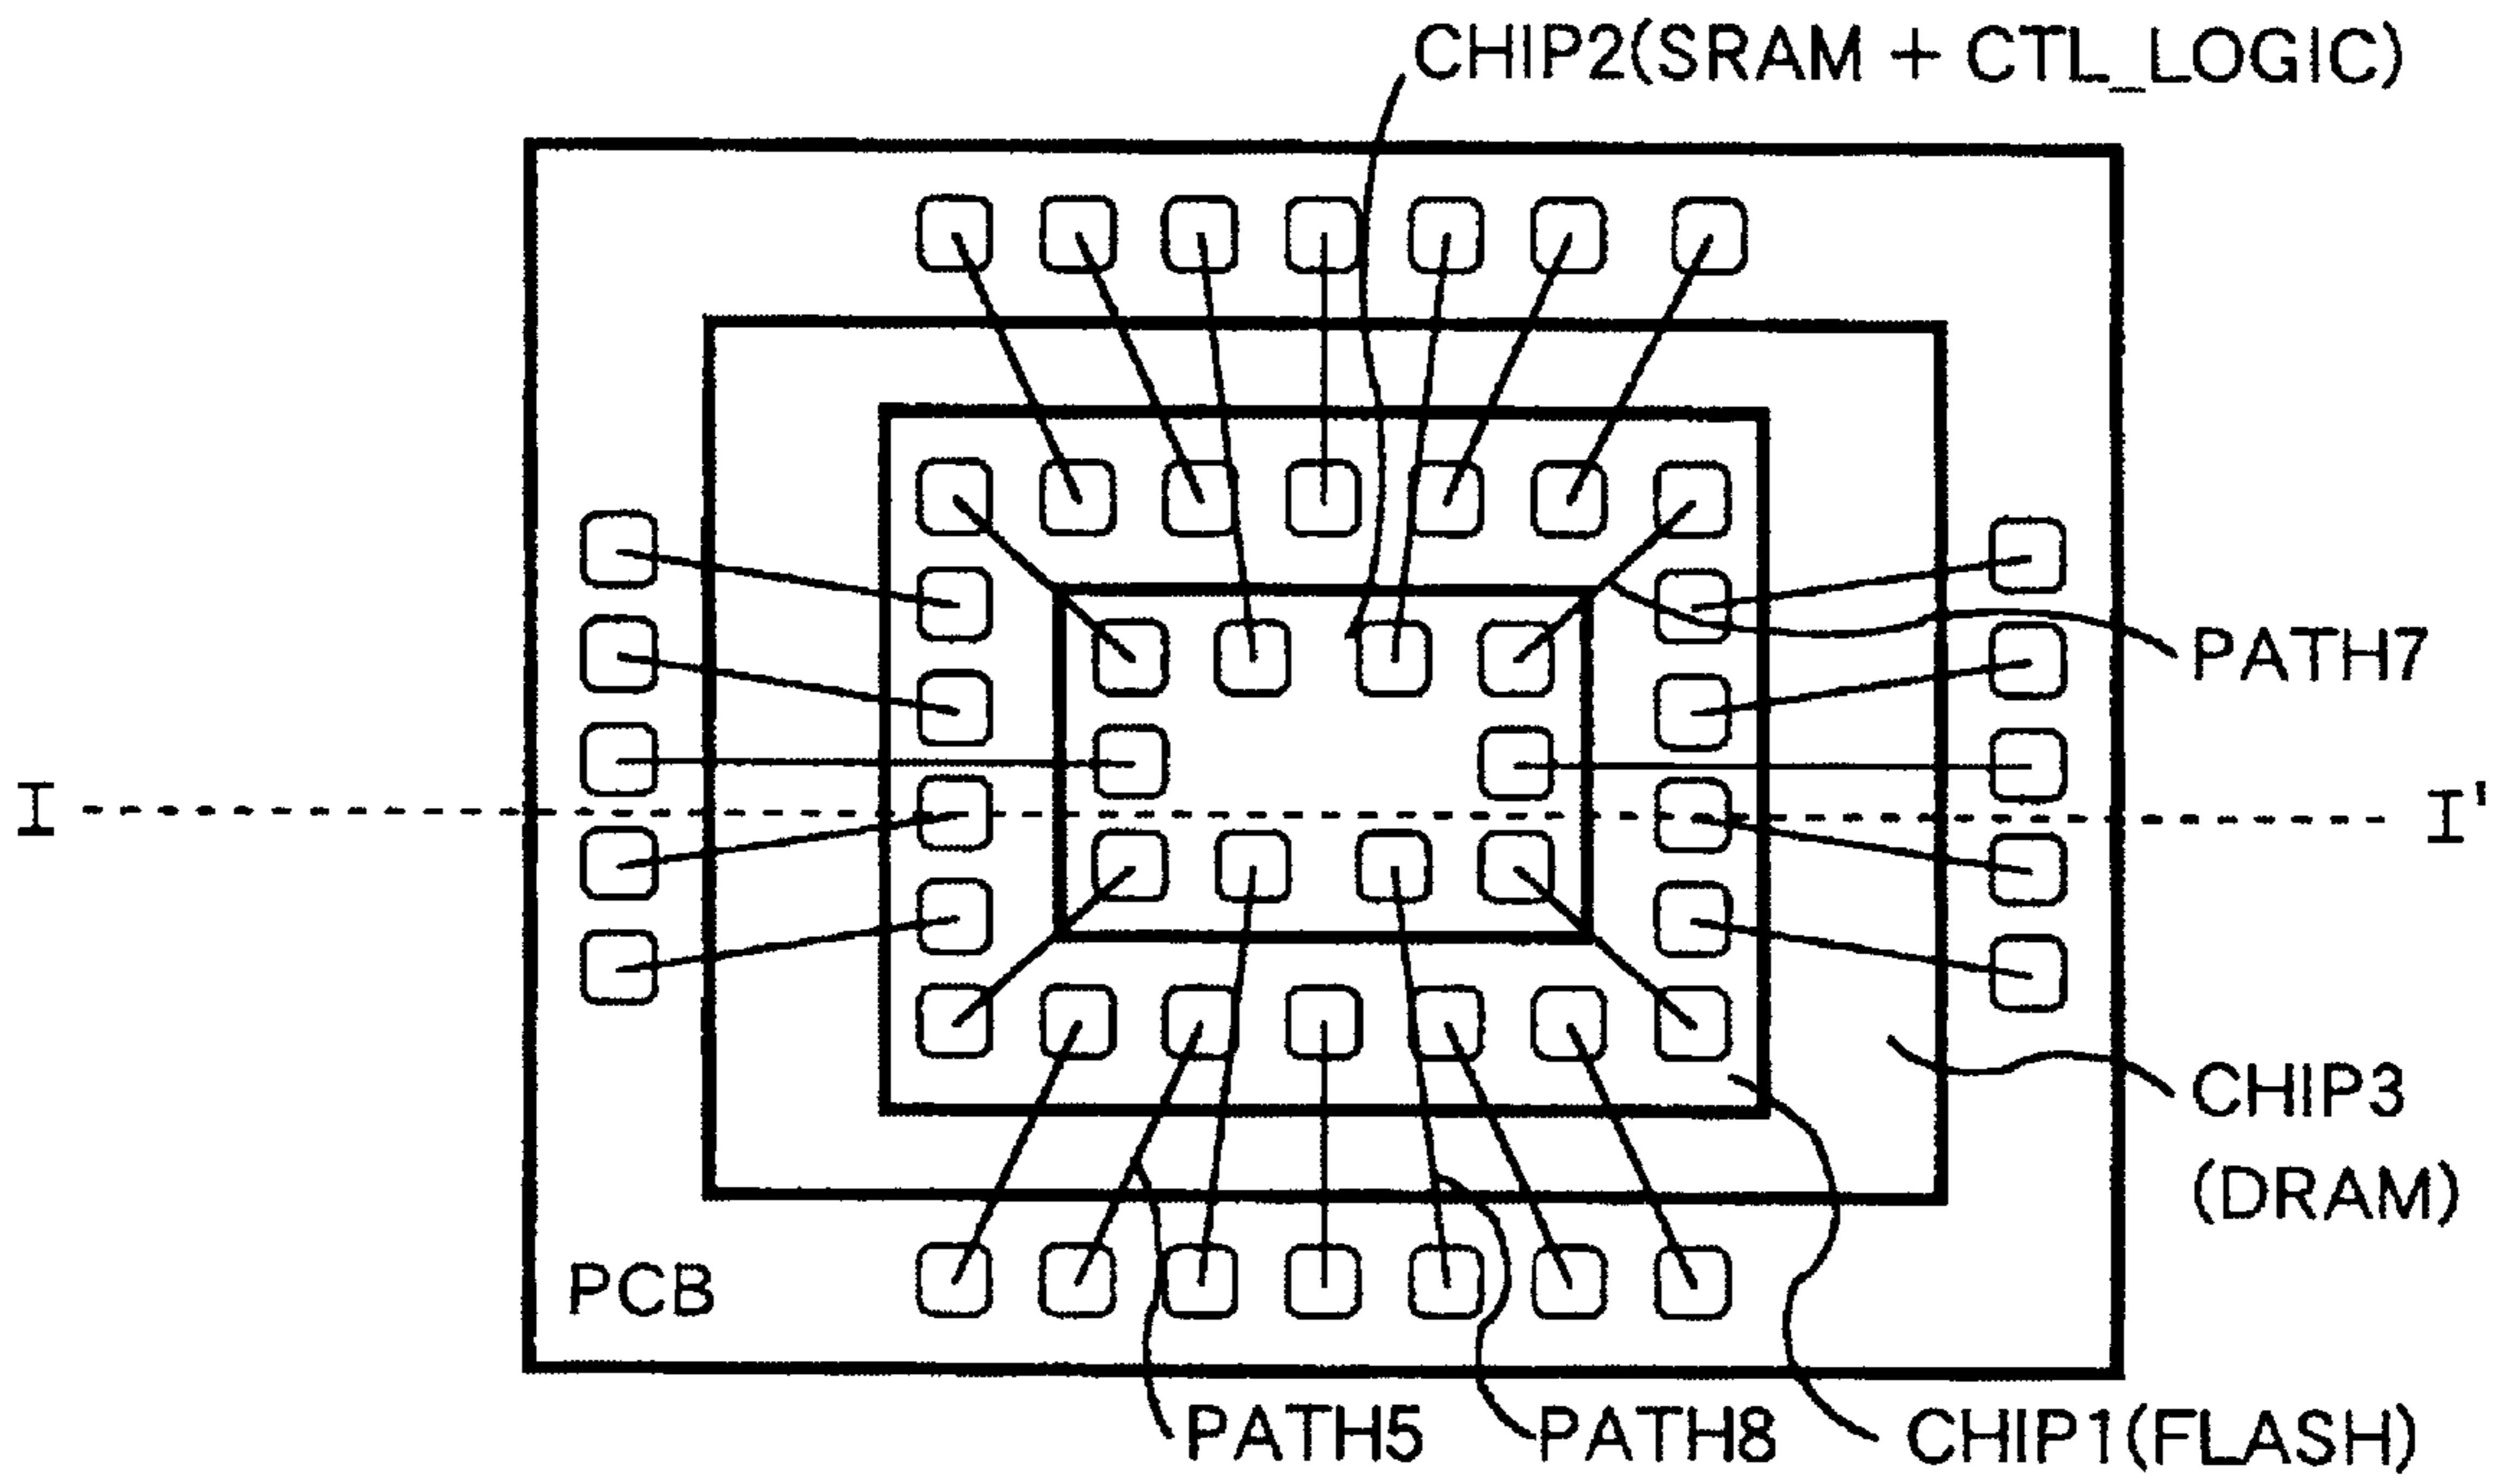 CHIP2(SRAM + CTL_LOGIC)
PATH7
I
I'
CHIP3
(DRAM)
PCB
PATH5
PATH8
CHIP1(FLASH)